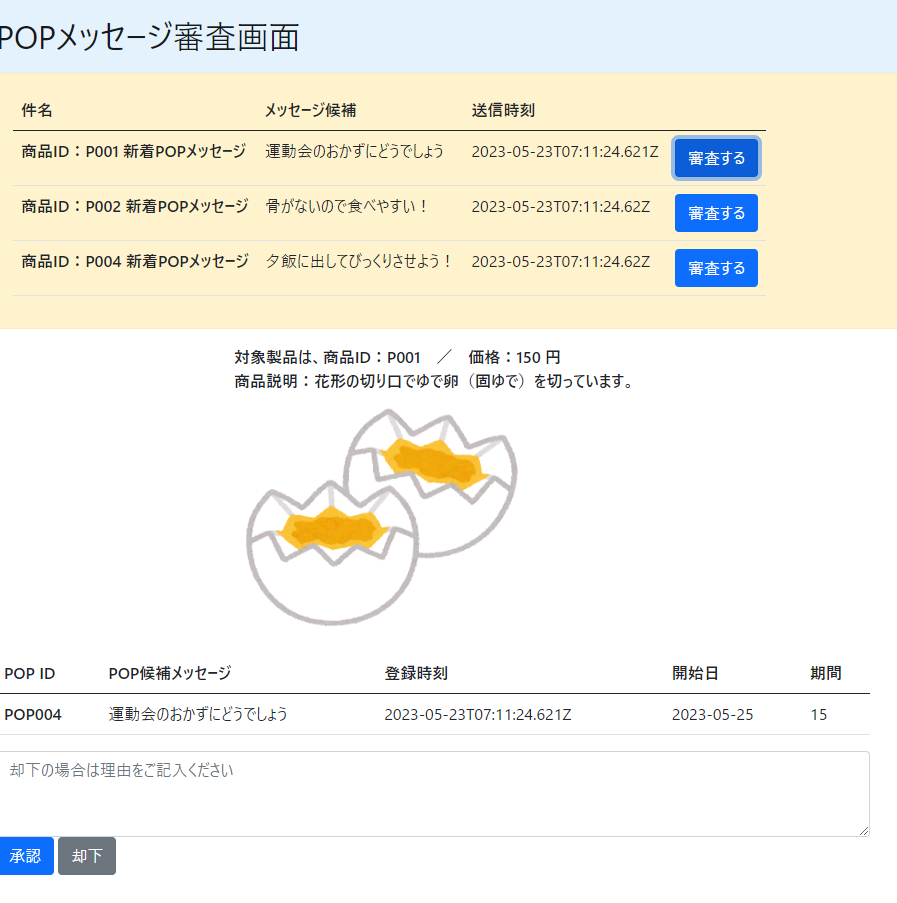 POPメッセージ審査画面
件名 メッセージ候補 送信時刻
商品ID：P001 新着POPメッセージ 運動会のおかずにどうでしょう 2023-05-23T07:11:24.621Z 審査する
商品ID：P002 新着POPメッセージ 骨がないので食べやすい！ 2023-05-23T07:11:24.62Z 審査する
商品ID：P004 新着POPメッセージ 夕飯に出してびっくりさせよう！ 2023-05-23T07:11:24.62Z 審査する
対象製品は、商品ID：P001 ／ 価格：150 円
商品説明：花形の切り口でゆで卵（固ゆで）を切っています。
POP ID POP候補メッセージ 登録時刻 開始日 期間
POP004 運動会のおかずにどうでしょう 2023-05-23T07:11:24.621Z 2023-05-25 15
却下の場合は理由をご記入ください
承認 却下